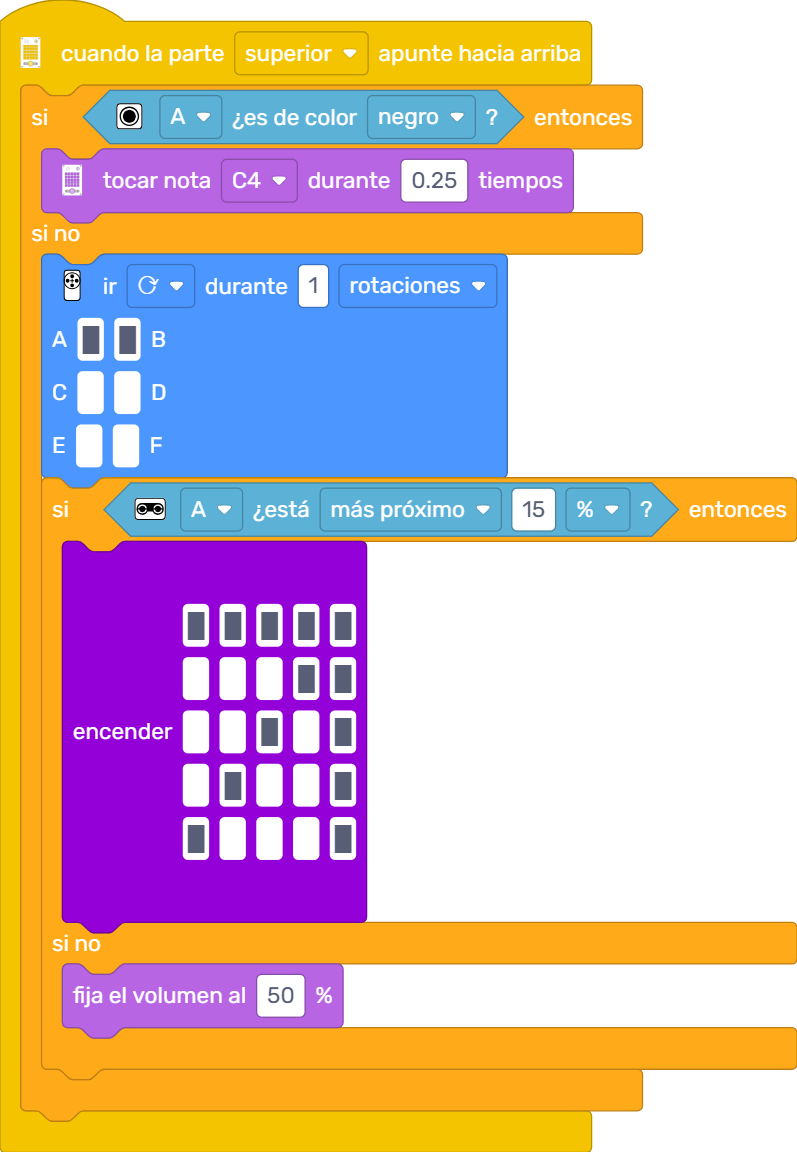 cuando la parte superior apunte hacia arriba
si A ¿es de color negro ? entonces
tocar nota C4 durante 0.25 tiempos
si no
ir durante 1 rotaciones
A B
C D
E F
si A ¿está más próximo 15 % ? entonces
encender
si no
fija el volumen al 50 %